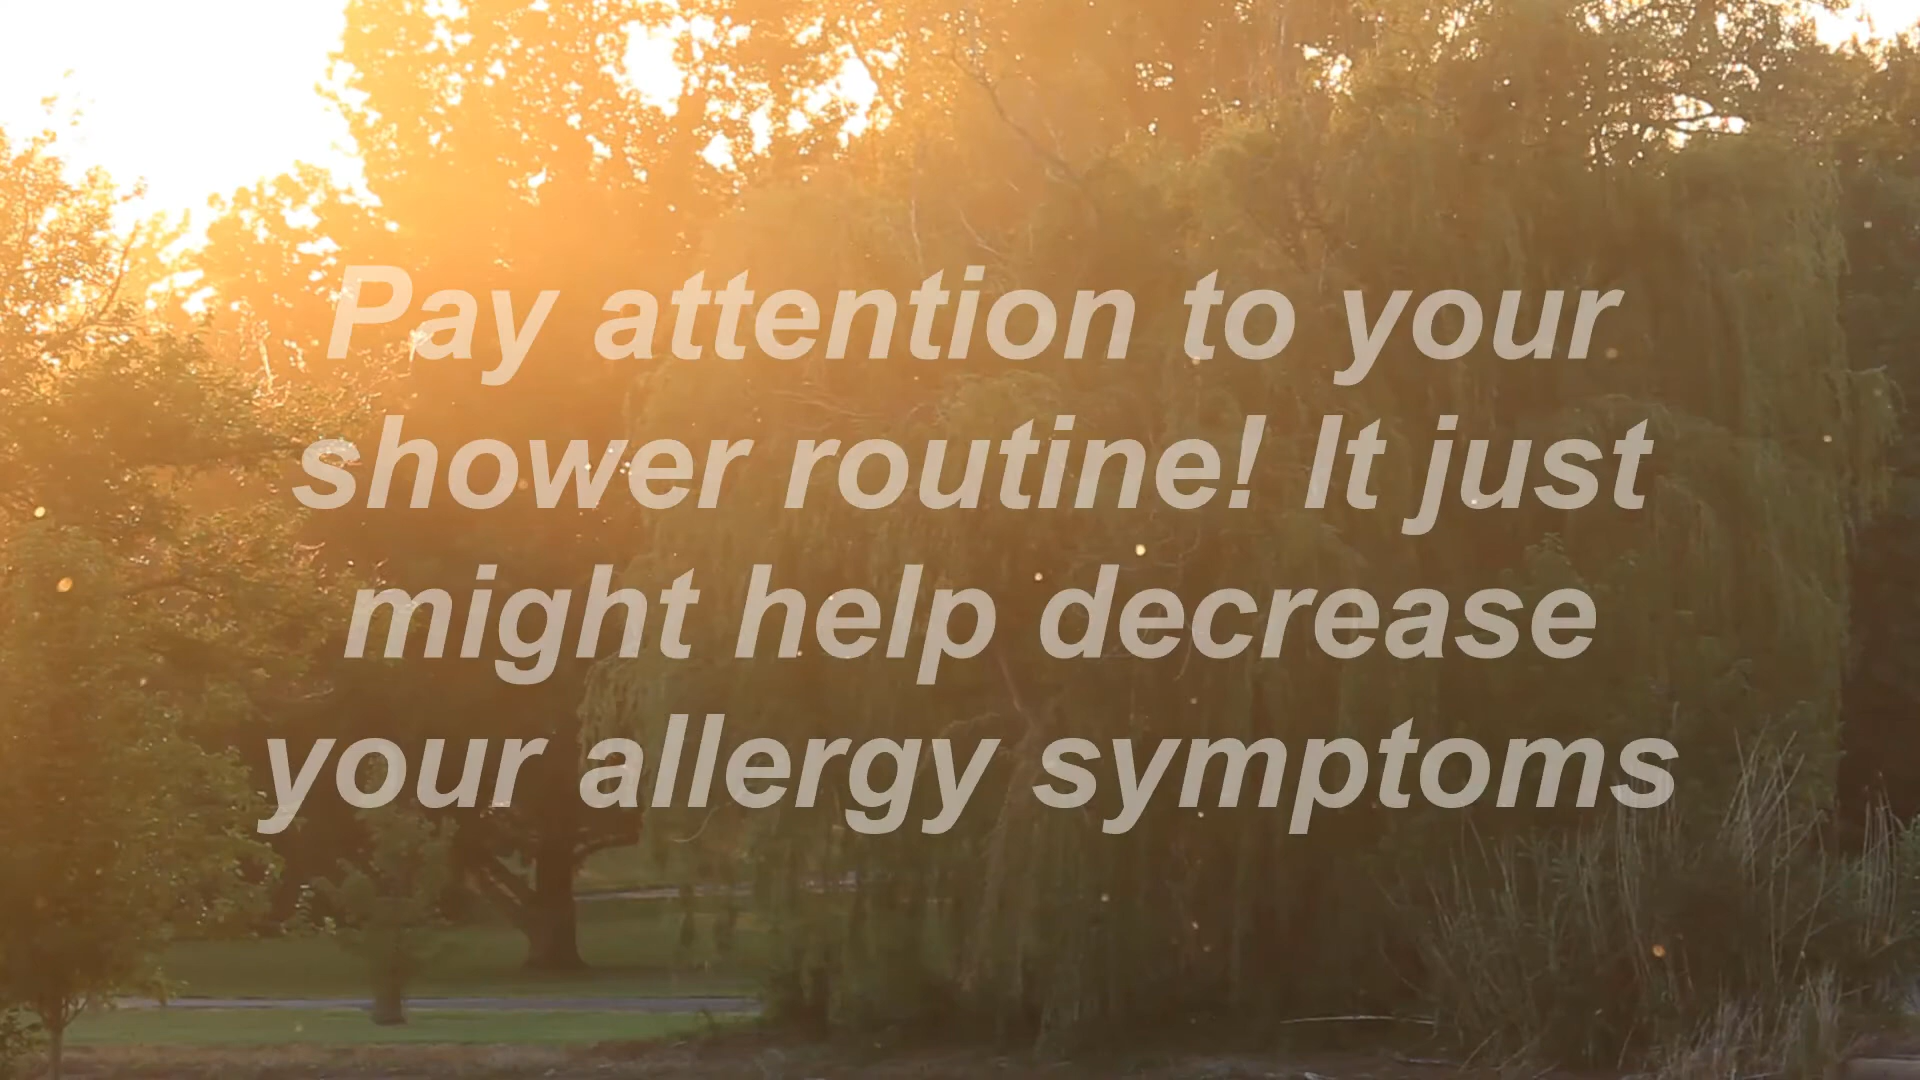 Pay attention to your
shower routine! It just
might help decrease
your allergy symptoms